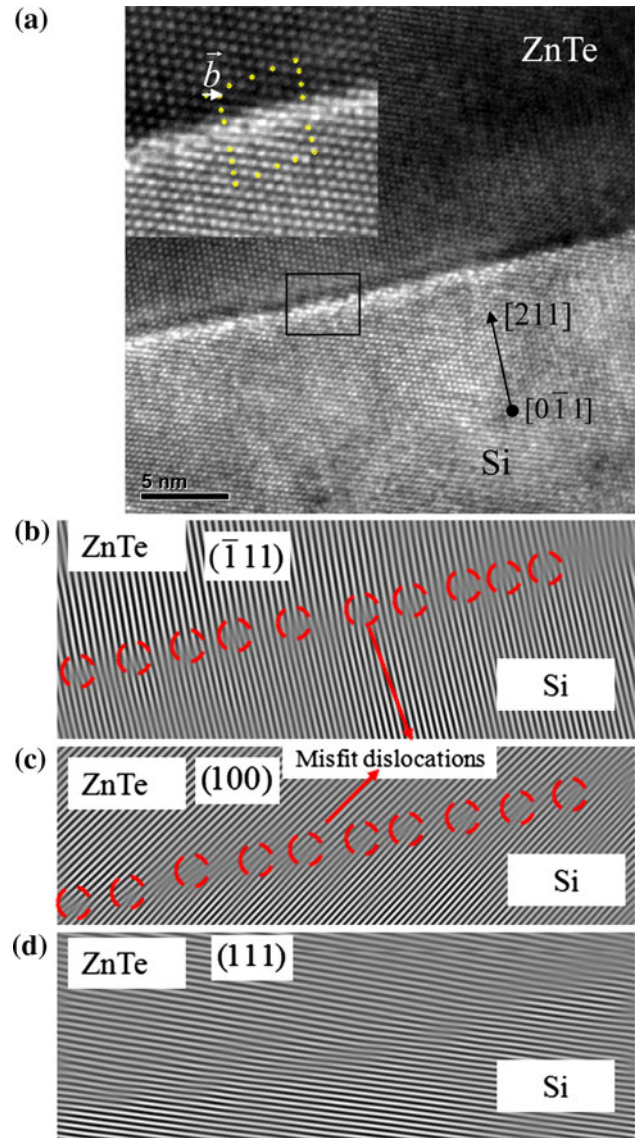 (a)
b⃗
ZnTe
[211]
[01̄1]
Si
5 nm
(b)
ZnTe
(1̄11)
Si
(c)
Misfit dislocations
ZnTe
(100)
Si
(d)
ZnTe
(111)
Si